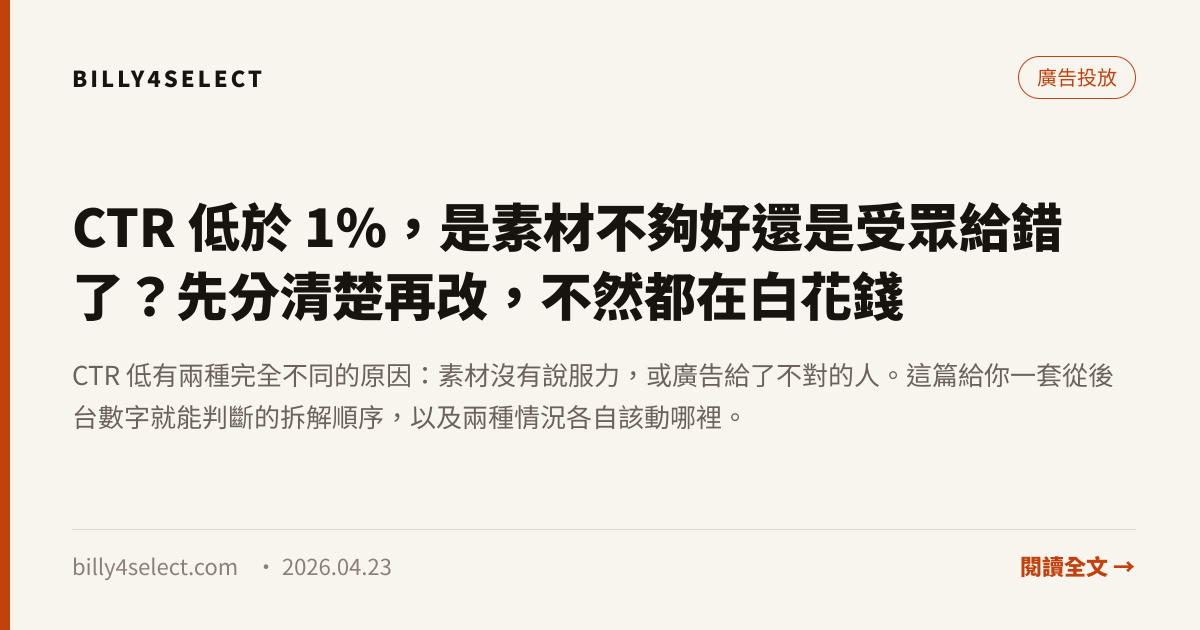 BILLY4SELECT
廣告投放
CTR 低於 1%，是素材不夠好還是受眾給錯
了？先分清楚再改，不然都在白花錢
CTR 低有兩種完全不同的原因：素材沒有說服力，或廣告給了不對的人。這篇給你一套從後
台數字就能判斷的拆解順序，以及兩種情況各自該動哪裡。
billy4select.com ・ 2026.04.23
閱讀全文 →